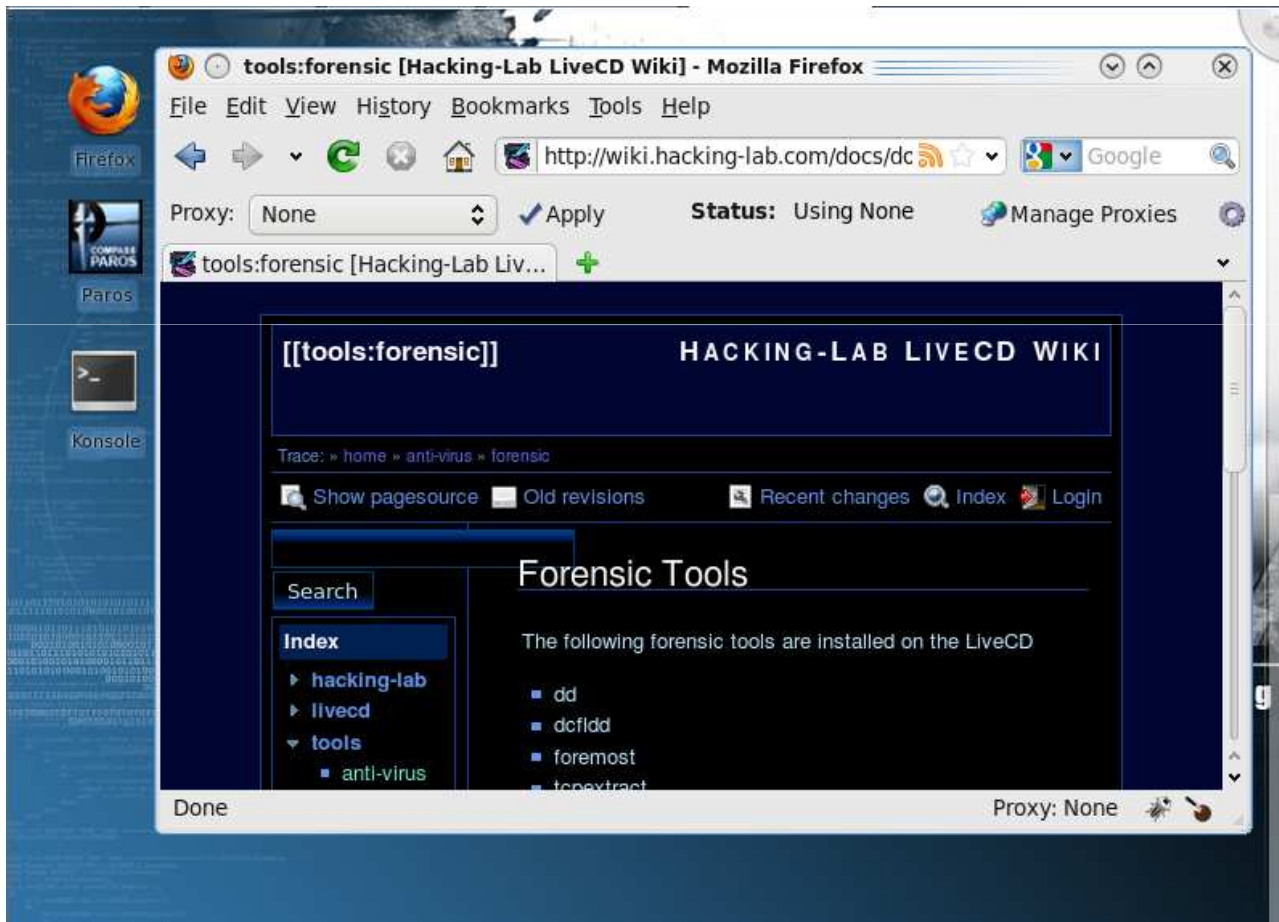 tools:forensic [Hacking-Lab LiveCD Wiki] - Mozilla Firefox
File Edit View History Bookmarks Tools Help
Firefox
http://wiki.hacking-lab.com/docs/dc
Google
Proxy: None
Apply
Status: Using None
Manage Proxies
COMPASS
PAROS
Paros
tools:forensic [Hacking-Lab Liv...
[[tools:forensic]]
HACKING-LAB LIVECD WIKI
Konsole
Trace: » home » anti-virus » forensic
Show pagesource
Old revisions
Recent changes
Index
Login
Search
Forensic Tools
Index
The following forensic tools are installed on the LiveCD
hacking-lab
livecd
tools
anti-virus
dd
dcfldd
foremost
tcpextract
Done
Proxy: None
g